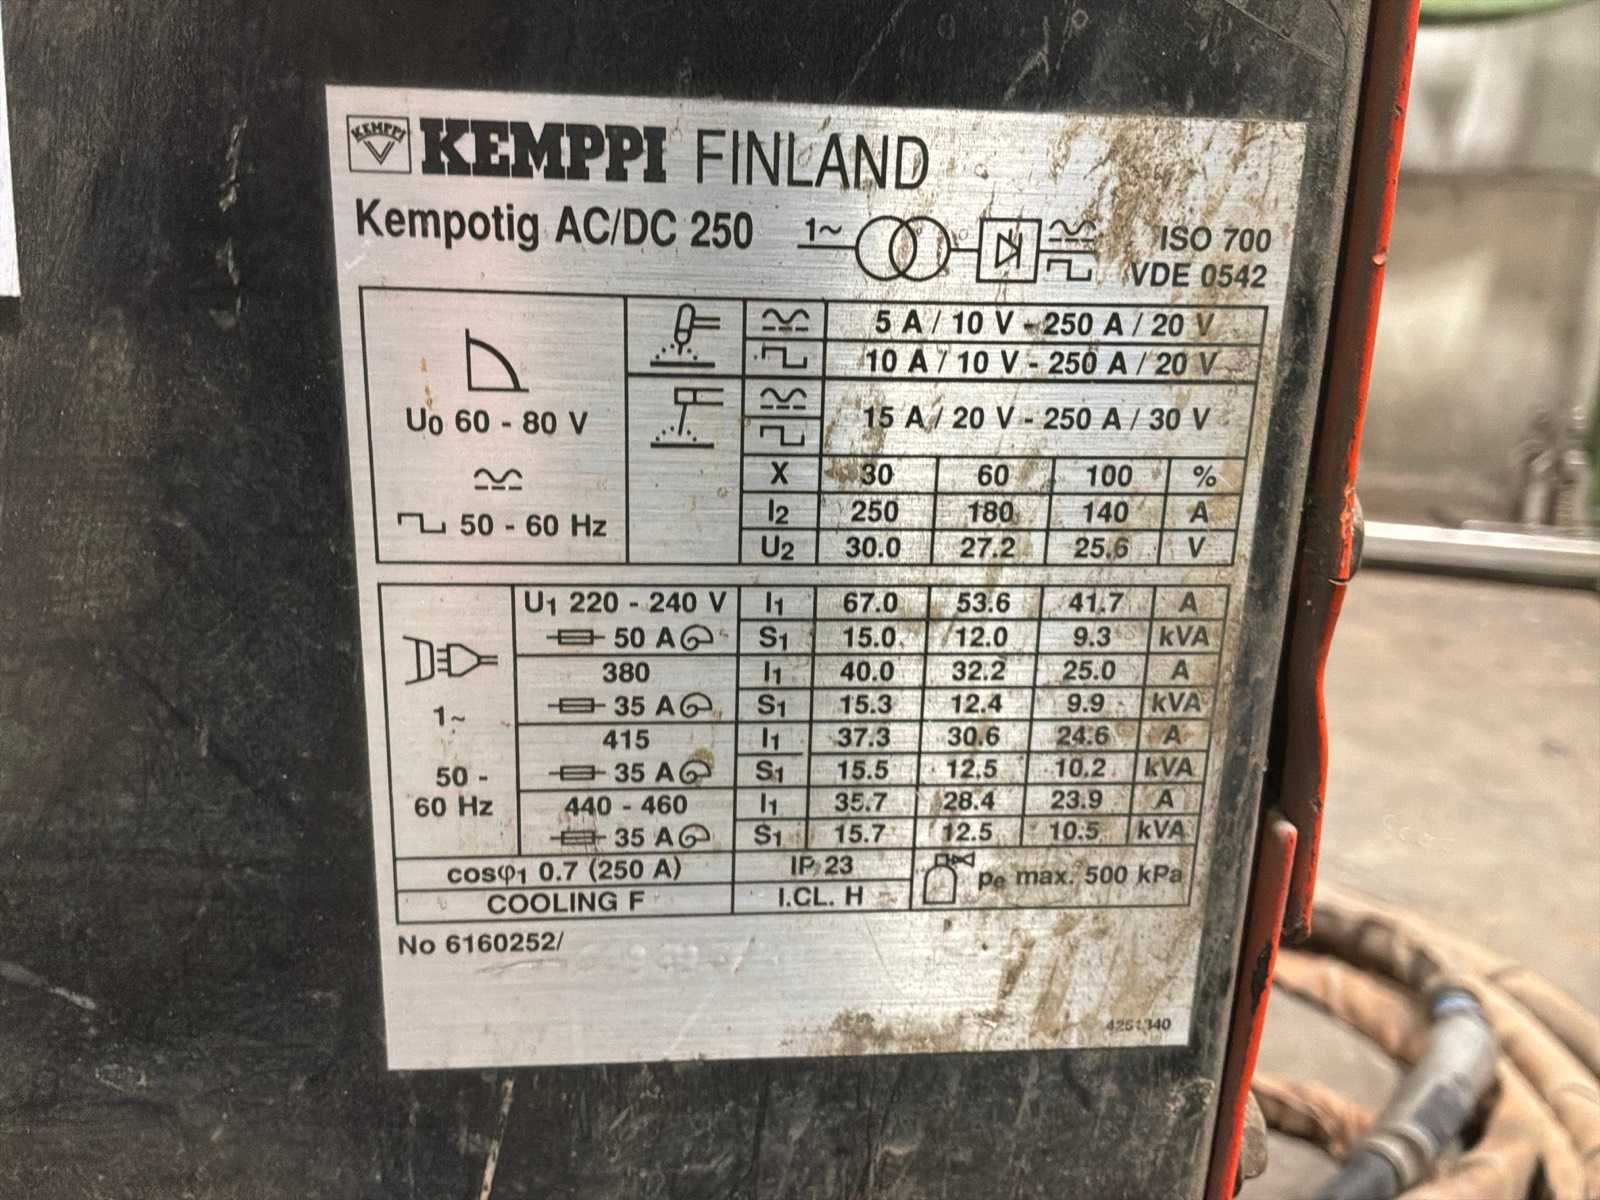 KEMPPI KEMPPI FINLAND
Kempotig AC/DC 250 1~ ISO 700
VDE 0542
5 A / 10 V - 250 A / 20 V
10 A / 10 V - 250 A / 20 V
U0 60 - 80 V
15 A / 20 V - 250 A / 30 V
50 - 60 Hz
X 30 60 100 %
I2 250 180 140 A
U2 30.0 27.2 25.6 V
U1 220 - 240 V I1 67.0 53.6 41.7 A
50 A S1 15.0 12.0 9.3 kVA
380 I1 40.0 32.2 25.0 A
35 A S1 15.3 12.4 9.9 kVA
1~
415 I1 37.3 30.6 24.6 A
35 A S1 15.5 12.5 10.2 kVA
50 -
60 Hz
440 - 460 I1 35.7 28.4 23.9 A
35 A S1 15.7 12.5 10.5 kVA
cosφ1 0.7 (250 A) IP 23 pe max. 500 kPa
COOLING F I.CL. H
No 6160252/
4251340